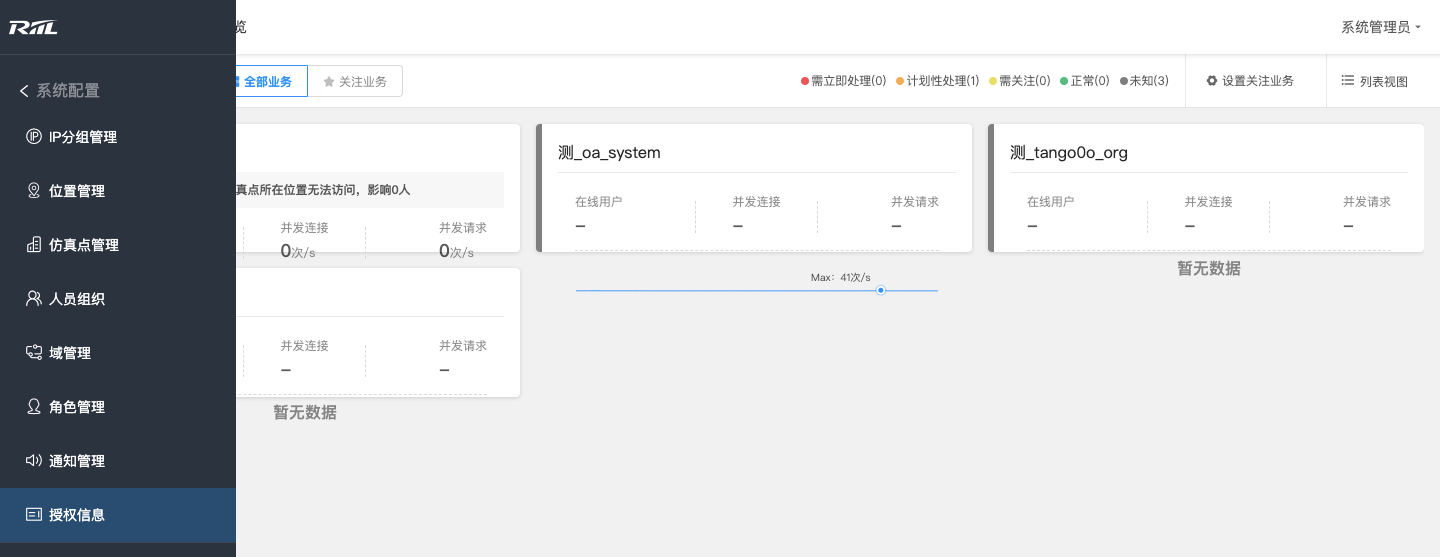 RIIL
览
系统管理员
系统配置
IP分组管理
位置管理
仿真点管理
人员组织
域管理
角色管理
通知管理
授权信息
全部业务
关注业务
需立即处理(0)
计划性处理(1)
需关注(0)
正常(0)
未知(3)
设置关注业务
列表视图
真点所在位置无法访问，影响0人
并发连接
并发请求
0次/s
0次/s
测_oa_system
在线用户
并发连接
并发请求
–
–
–
Max：41次/s
测_tango0o_org
在线用户
并发连接
并发请求
–
–
–
暂无数据
并发连接
并发请求
–
–
暂无数据